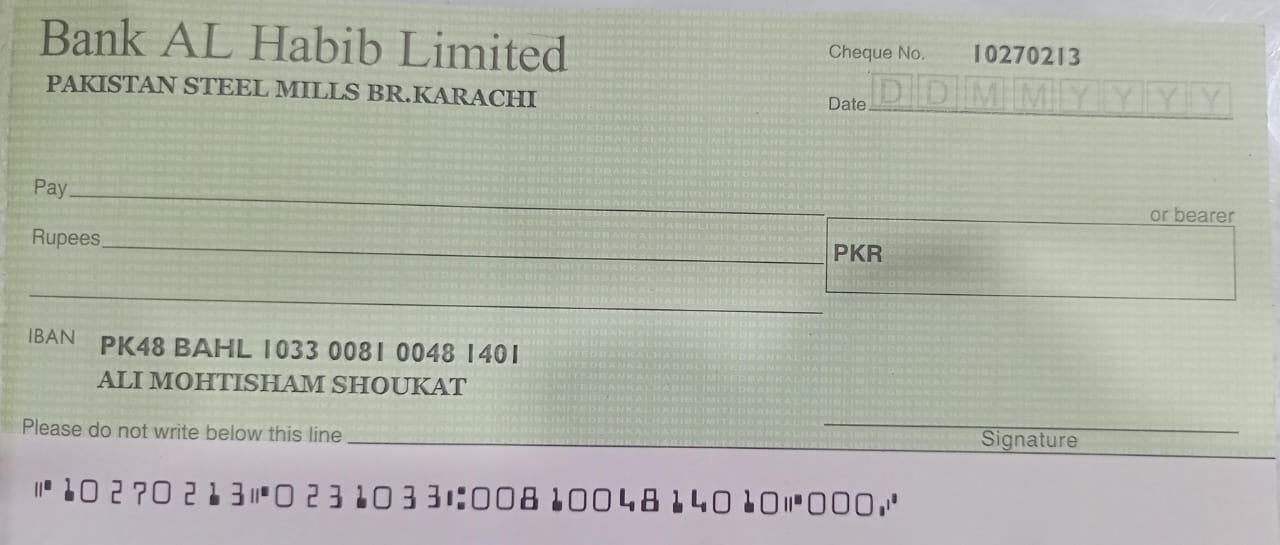 Bank AL Habib Limited
PAKISTAN STEEL MILLS BR.KARACHI
Cheque No. 10270213
Date D D M M Y Y Y Y
Pay
or bearer
Rupees
PKR
IBAN PK48 BAHL 1033 0081 0048 1401
ALI MOHTISHAM SHOUKAT
Please do not write below this line
Signature
⑈10270213⑈0231033⑆0081004814010⑈000⑇